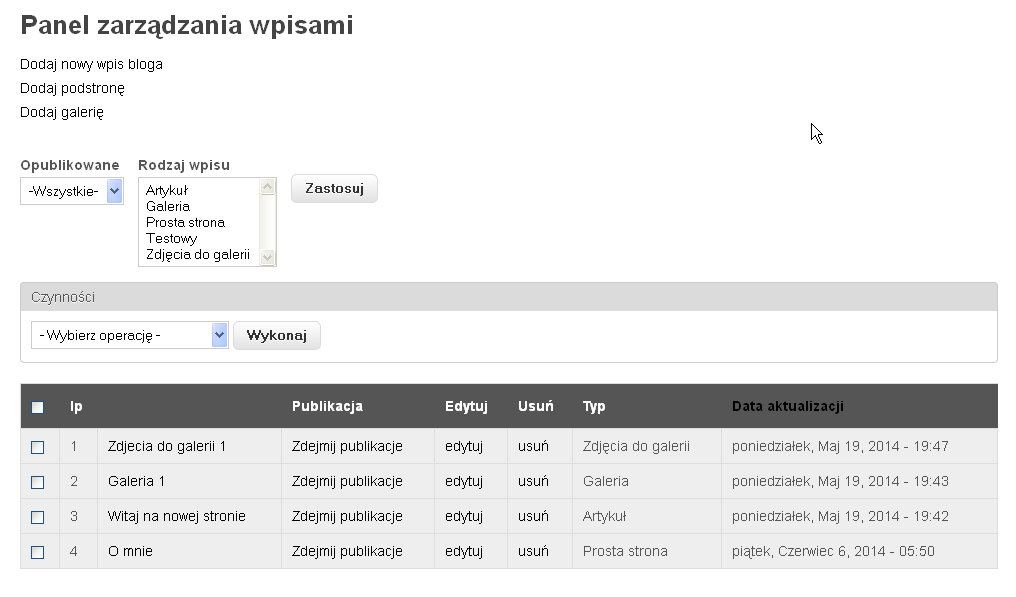 Panel zarządzania wpisami
Dodaj nowy wpis bloga
Dodaj podstronę
Dodaj galerię
Opublikowane Rodzaj wpisu
-Wszystkie-
Artykuł
Galeria
Prosta strona
Testowy
Zdjęcia do galerii
Zastosuj
Czynności
- Wybierz operację - Wykonaj
lp Publikacja Edytuj Usuń Typ Data aktualizacji
1 Zdjecia do galerii 1 Zdejmij publikacje edytuj usuń Zdjęcia do galerii poniedziałek, Maj 19, 2014 - 19:47
2 Galeria 1 Zdejmij publikacje edytuj usuń Galeria poniedziałek, Maj 19, 2014 - 19:43
3 Witaj na nowej stronie Zdejmij publikacje edytuj usuń Artykuł poniedziałek, Maj 19, 2014 - 19:42
4 O mnie Zdejmij publikacje edytuj usuń Prosta strona piątek, Czerwiec 6, 2014 - 05:50